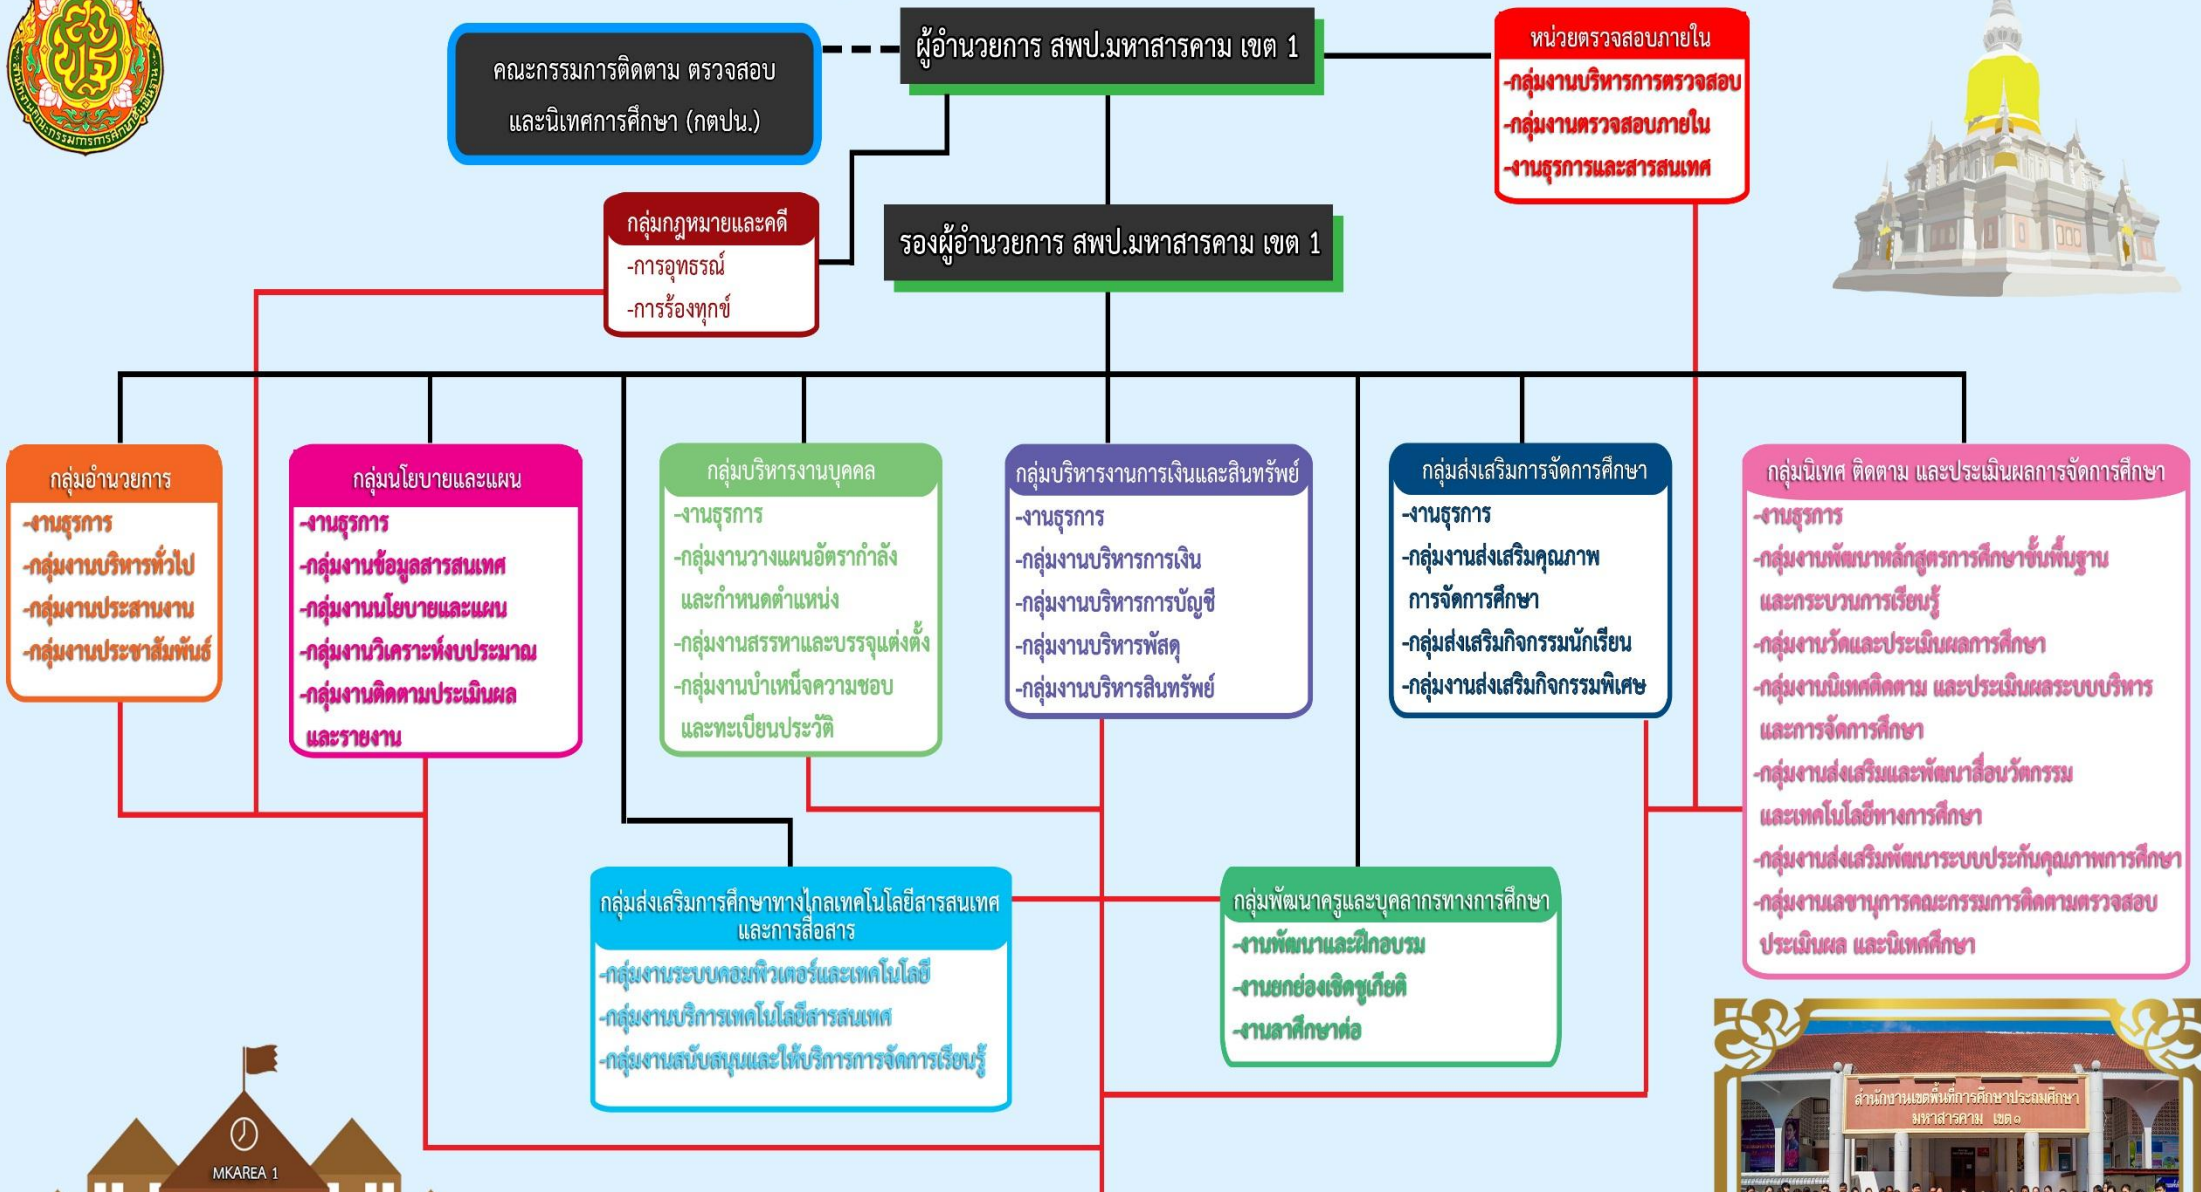 ผู้อำนวยการ สพป.มหาสารคาม เขต 1
คณะกรรมการติดตาม ตรวจสอบ
และนิเทศการศึกษา (กตปน.)
หน่วยตรวจสอบภายใน
-กลุ่มงานบริหารการตรวจสอบ
-กลุ่มงานตรวจสอบภายใน
-งานธุรการและสารสนเทศ
กลุ่มกฎหมายและคดี
-การอุทธรณ์
-การร้องทุกข์
รองผู้อำนวยการ สพป.มหาสารคาม เขต 1
กลุ่มอำนวยการ
-งานธุรการ
-กลุ่มงานบริหารทั่วไป
-กลุ่มงานประสานงาน
-กลุ่มงานประชาสัมพันธ์
กลุ่มนโยบายและแผน
-งานธุรการ
-กลุ่มงานข้อมูลสารสนเทศ
-กลุ่มงานนโยบายและแผน
-กลุ่มงานวิเคราะห์งบประมาณ
-กลุ่มงานติดตามประเมินผล
และรายงาน
กลุ่มบริหารงานบุคคล
-งานธุรการ
-กลุ่มงานวางแผนอัตรากำลัง
และกำหนดตำแหน่ง
-กลุ่มงานสรรหาและบรรจุแต่งตั้ง
-กลุ่มงานบำเหน็จความชอบ
และทะเบียนประวัติ
กลุ่มบริหารงานการเงินและสินทรัพย์
-งานธุรการ
-กลุ่มงานบริหารการเงิน
-กลุ่มงานบริหารการบัญชี
-กลุ่มงานบริหารพัสดุ
-กลุ่มงานบริหารสินทรัพย์
กลุ่มส่งเสริมการจัดการศึกษา
-งานธุรการ
-กลุ่มงานส่งเสริมคุณภาพ
การจัดการศึกษา
-กลุ่มส่งเสริมกิจกรรมนักเรียน
-กลุ่มงานส่งเสริมกิจกรรมพิเศษ
กลุ่มนิเทศ ติดตาม และประเมินผลการจัดการศึกษา
-งานธุรการ
-กลุ่มงานพัฒนาหลักสูตรการศึกษาขั้นพื้นฐาน
และกระบวนการเรียนรู้
-กลุ่มงานวัดและประเมินผลการศึกษา
-กลุ่มงานนิเทศติดตาม และประเมินผลระบบบริหาร
และการจัดการศึกษา
-กลุ่มงานส่งเสริมและพัฒนาสื่อนวัตกรรม
และเทคโนโลยีทางการศึกษา
-กลุ่มงานส่งเสริมพัฒนาระบบประกันคุณภาพการศึกษา
-กลุ่มงานเลขานุการคณะกรรมการติดตามตรวจสอบ
ประเมินผล และนิเทศศึกษา
กลุ่มส่งเสริมการศึกษาทางไกลเทคโนโลยีสารสนเทศ
และการสื่อสาร
-กลุ่มงานระบบคอมพิวเตอร์และเทคโนโลยี
-กลุ่มงานบริการเทคโนโลยีสารสนเทศ
-กลุ่มงานสนับสนุนและให้บริการการจัดการเรียนรู้
กลุ่มพัฒนาครูและบุคลากรทางการศึกษา
-งานพัฒนาและฝึกอบรม
-งานยกย่องเชิดชูเกียติ
-งานลาศึกษาต่อ
MKAREA 1
สำนักงานเขตพื้นที่การศึกษาประถมศึกษา
มหาสารคาม เขต๑